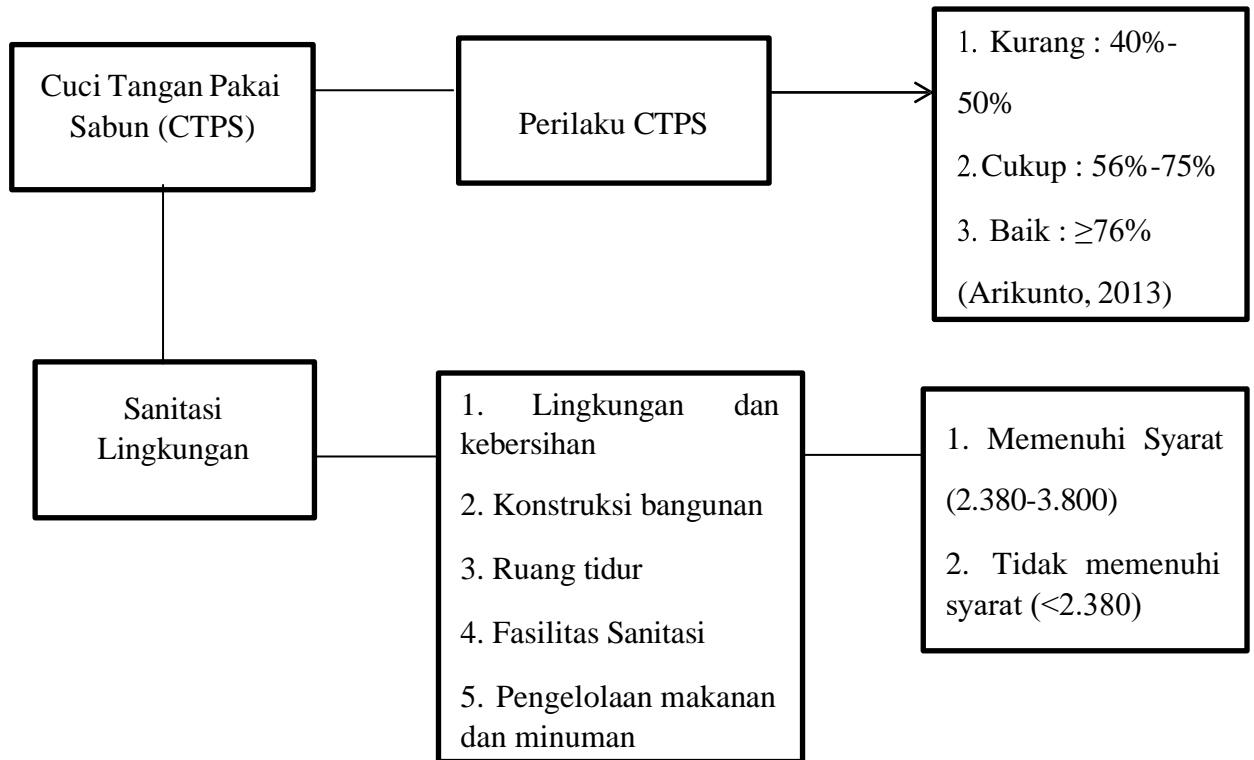 Cuci Tangan Pakai
Sabun (CTPS)
Perilaku CTPS
1. Kurang : 40%-
50%
2. Cukup : 56%-75%
3. Baik : ≥76%
(Arikunto, 2013)
Sanitasi
Lingkungan
1. Lingkungan dan
kebersihan
2. Konstruksi bangunan
3. Ruang tidur
4. Fasilitas Sanitasi
5. Pengelolaan makanan
dan minuman
1. Memenuhi Syarat
(2.380-3.800)
2. Tidak memenuhi
syarat (<2.380)